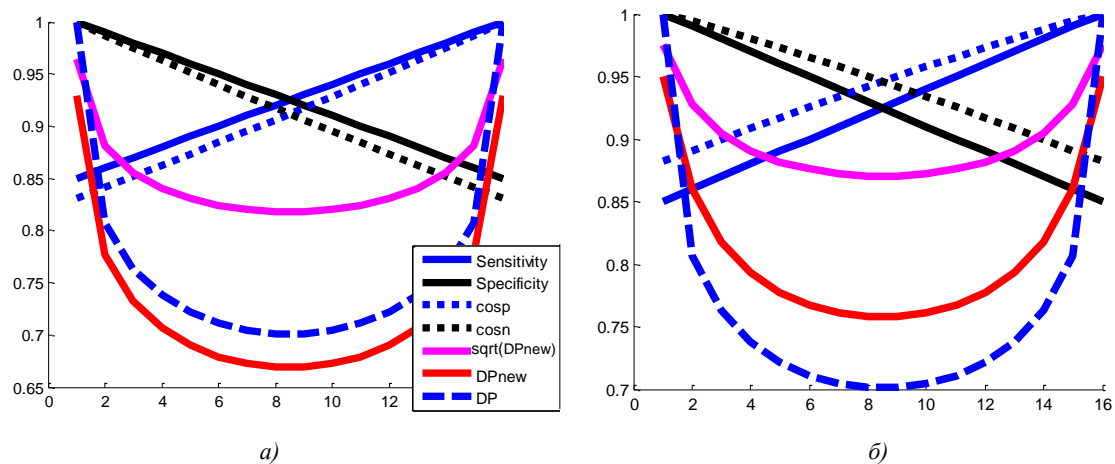 1
0.95
0.9
0.85
0.8
0.75
0.7
0.65
0 2 4 6 8 10 12
Sensitivity
Specificity
cosp
cosn
sqrt(DPnew)
DPnew
DP
а)
1
0.95
0.9
0.85
0.8
0.75
0.7
0 2 4 6 8 10 12 14 16
б)